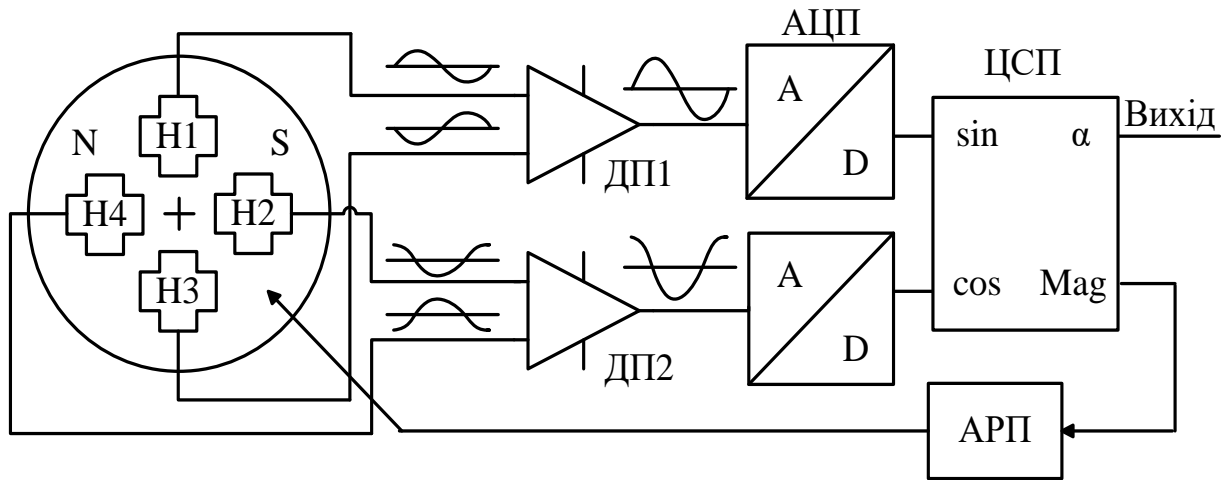 АЦП
ЦСП
A
D
N
H1
S
H4
H2
H3
ДП1
sin
α
Вихід
A
D
cos
Mag
ДП2
АРП